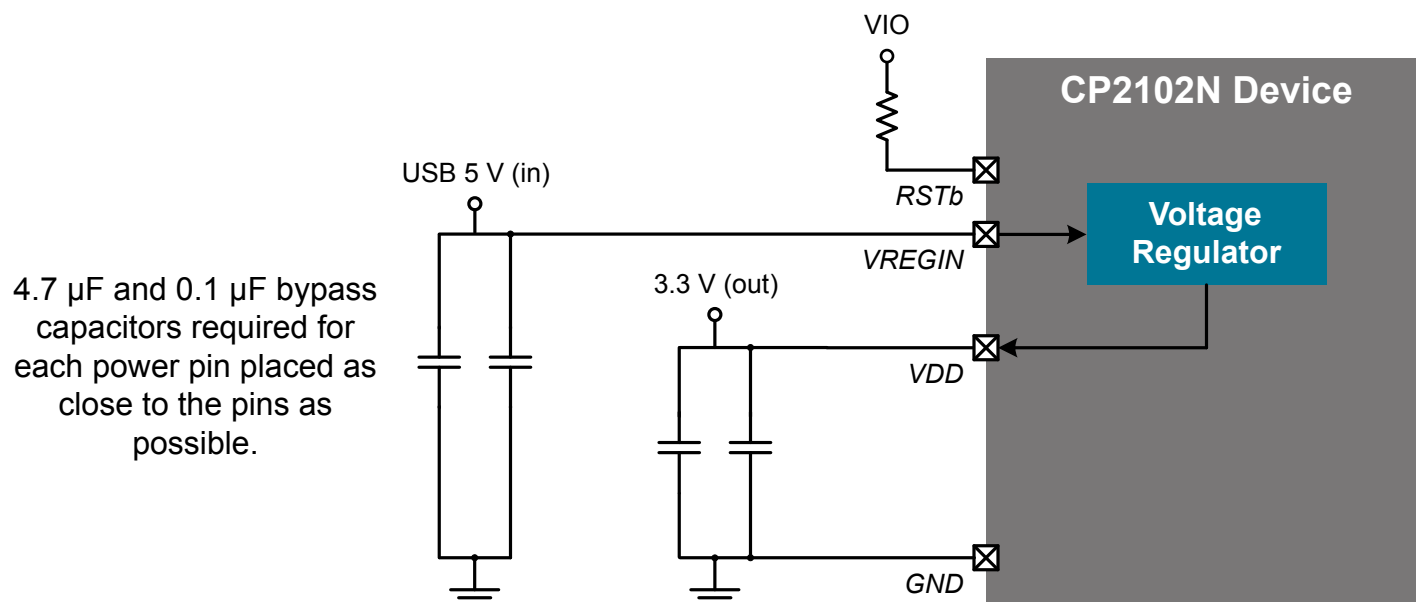 VIO
CP2102N Device
USB 5 V (in)
RSTb
Voltage
Regulator
VREGIN
4.7 µF and 0.1 µF bypass
capacitors required for
each power pin placed as
close to the pins as
possible.
3.3 V (out)
VDD
GND